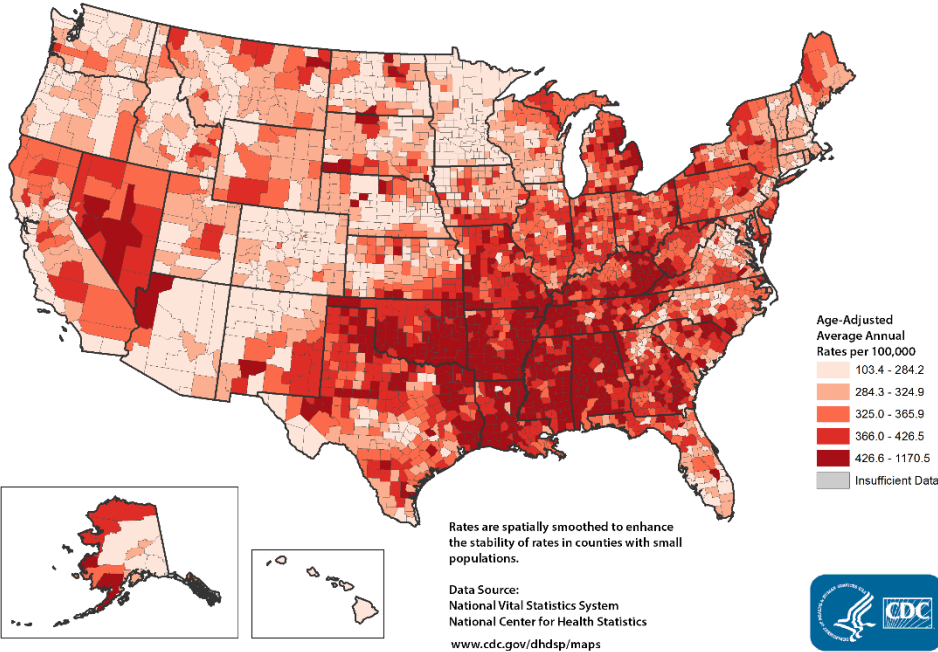 Age-Adjusted
Average Annual
Rates per 100,000
103.4 - 284.2
284.3 - 324.9
325.0 - 365.9
366.0 - 426.5
426.6 - 1170.5
Insufficient Data
Rates are spatially smoothed to enhance
the stability of rates in counties with small
populations.
Data Source:
National Vital Statistics System
National Center for Health Statistics
www.cdc.gov/dhdsp/maps
CDC